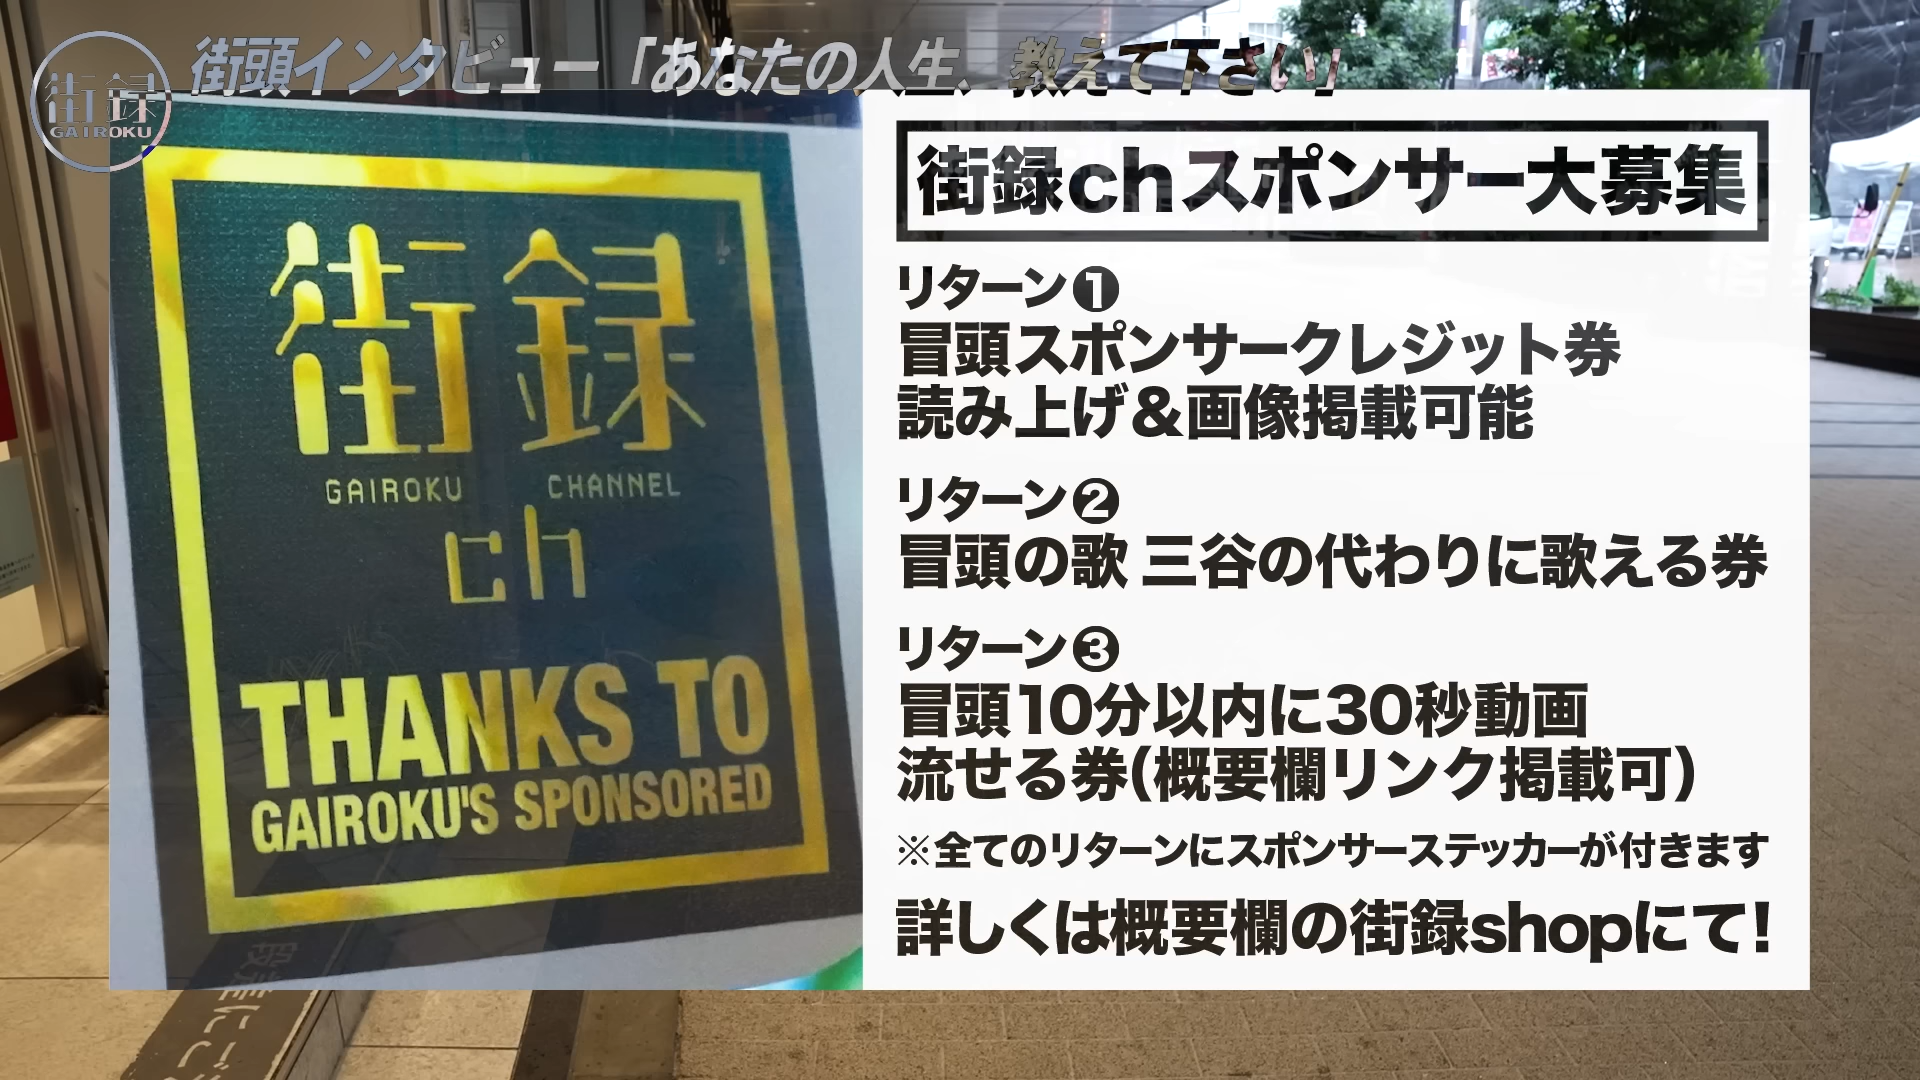 街録
GAIROKU
街頭インタビュー「あなたの人生、教えて下さい」
街録
GAIROKU CHANNEL
ch
THANKS TO
GAIROKU'S SPONSORED
街録chスポンサー大募集
リターン❶
冒頭スポンサークレジット券
読み上げ&画像掲載可能
リターン❷
冒頭の歌 三谷の代わりに歌える券
リターン❸
冒頭10分以内に30秒動画
流せる券(概要欄リンク掲載可)
※全てのリターンにスポンサーステッカーが付きます
詳しくは概要欄の街録shopにて!